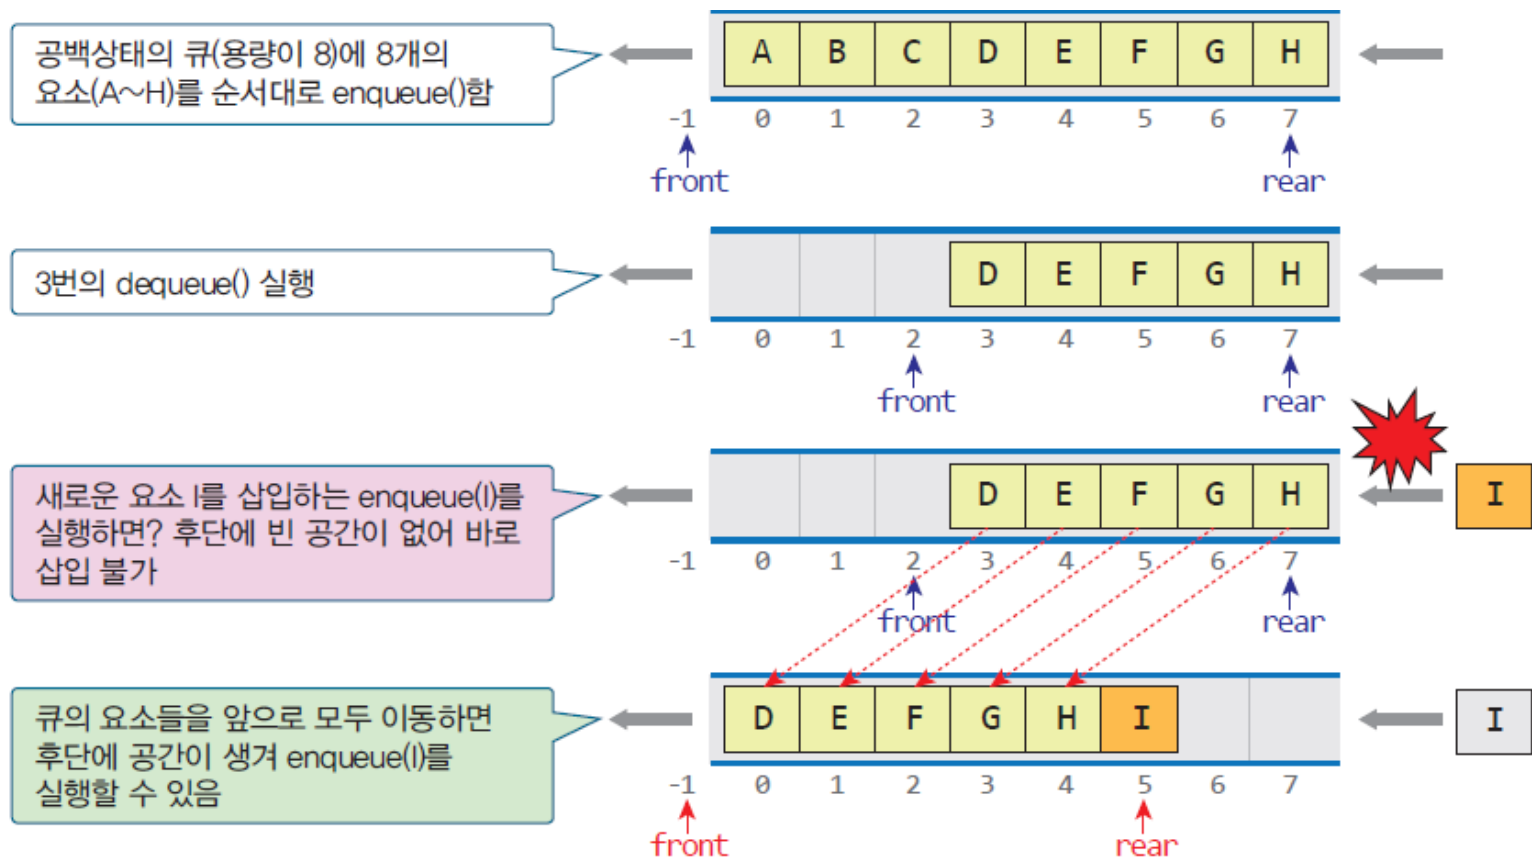 공백상태의 큐(용량이 8)에 8개의
요소(A～H)를 순서대로 enqueue()함
A B C D E F G H
-1 0 1 2 3 4 5 6 7
front rear
3번의 dequeue() 실행
D E F G H
-1 0 1 2 3 4 5 6 7
front rear
새로운 요소 I를 삽입하는 enqueue(I)를
실행하면? 후단에 빈 공간이 없어 바로
삽입 불가
D E F G H I
-1 0 1 2 3 4 5 6 7
front rear
큐의 요소들을 앞으로 모두 이동하면
후단에 공간이 생겨 enqueue(I)를
실행할 수 있음
D E F G H I I
-1 0 1 2 3 4 5 6 7
front rear